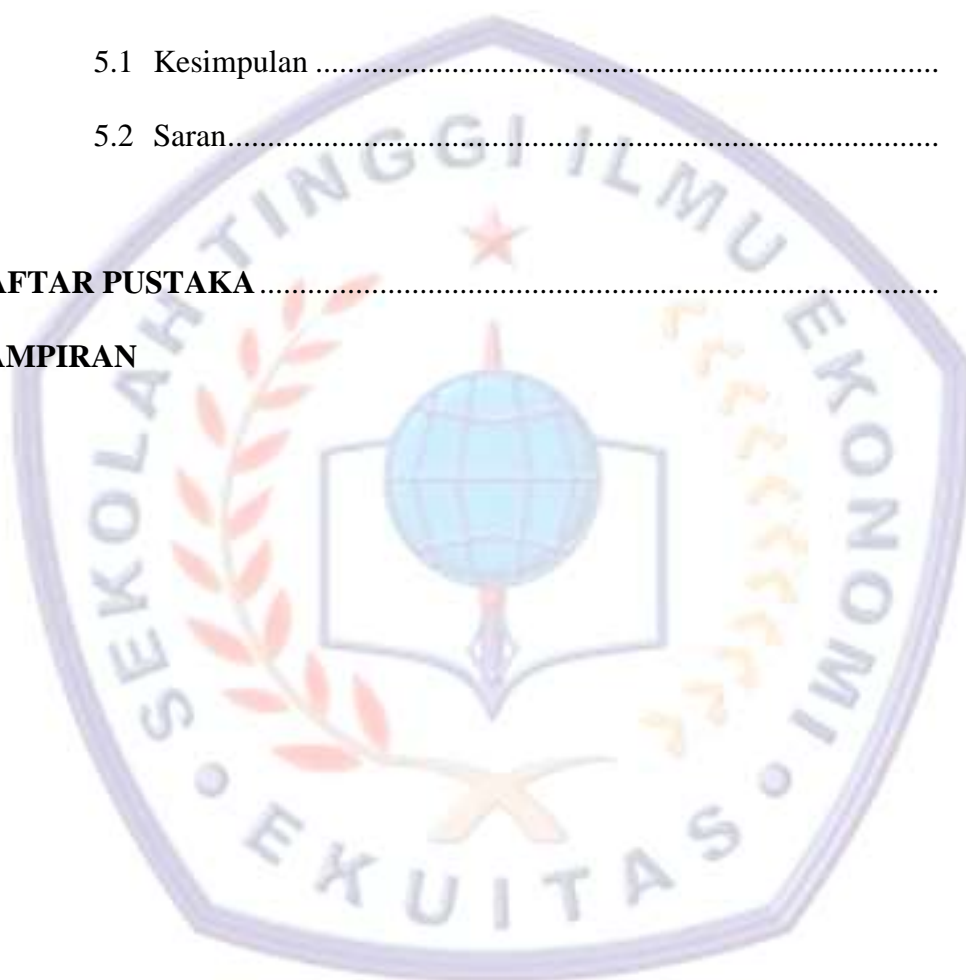 5.1 Kesimpulan ..............................................................................
5.2 Saran.........................................................................................
AFTAR PUSTAKA .....................................................................................
AMPIRAN
SEKOLAH TINGGI ILMU EKONOMI
• EKUITAS •